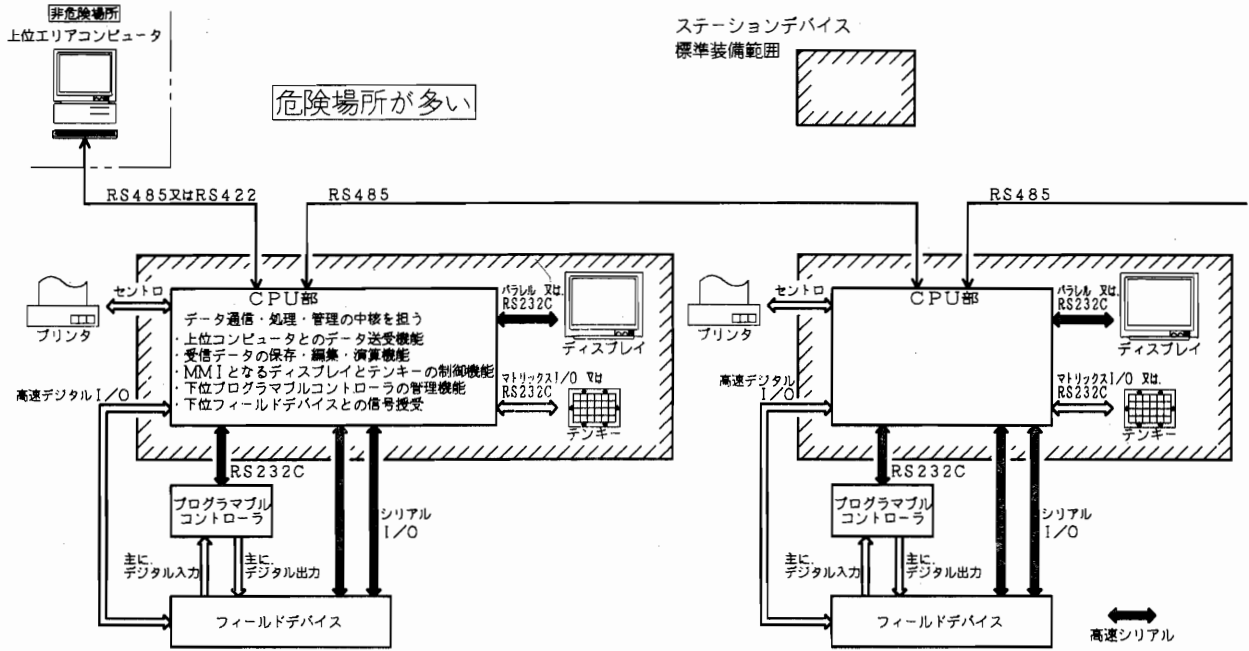 非危険場所
上位エリアコンピュータ
ステーションデバイス
標準装備範囲
危険場所が多い
RS485又はRS422
RS485
RS485
セントロ
プリンタ
CPU部
データ通信・処理・管理の中核を担う
・上位コンピュータとのデータ送受機能
・受信データの保存・編集・演算機能
・MMIとなるディスプレイとテンキーの制御機能
・下位プログラマブルコントローラの管理機能
・下位フィールドデバイスとの信号授受
パラレル 又は、
RS232C
ディスプレイ
マトリックスI/O 又は
RS232C
テンキー
高速デジタルI/O
RS232C
プログラマブル
コントローラ
シリアル
I/O
主に、
デジタル入力
主に、
デジタル出力
フィールドデバイス
セントロ
プリンタ
CPU部
パラレル 又は、
RS232C
ディスプレイ
マトリックスI/O 又は、
RS232C
テンキー
高速デジタル
I/O
RS232C
プログラマブル
コントローラ
シリアル
I/O
主に、
デジタル入力
主に、
デジタル出力
フィールドデバイス
高速シリアル